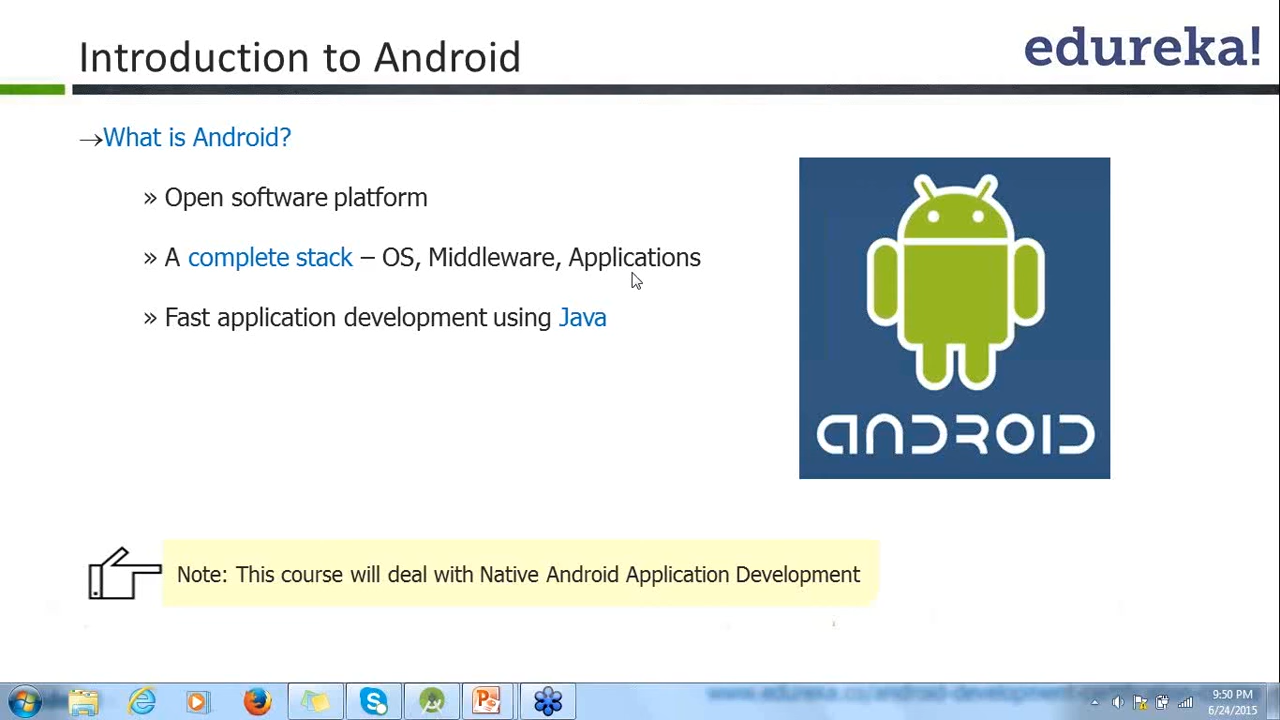 Introduction to Android
edureka!
→What is Android?
» Open software platform
» A complete stack – OS, Middleware, Applications
» Fast application development using Java
ANDROID
Note: This course will deal with Native Android Application Development
9:50 PM
6/24/2015